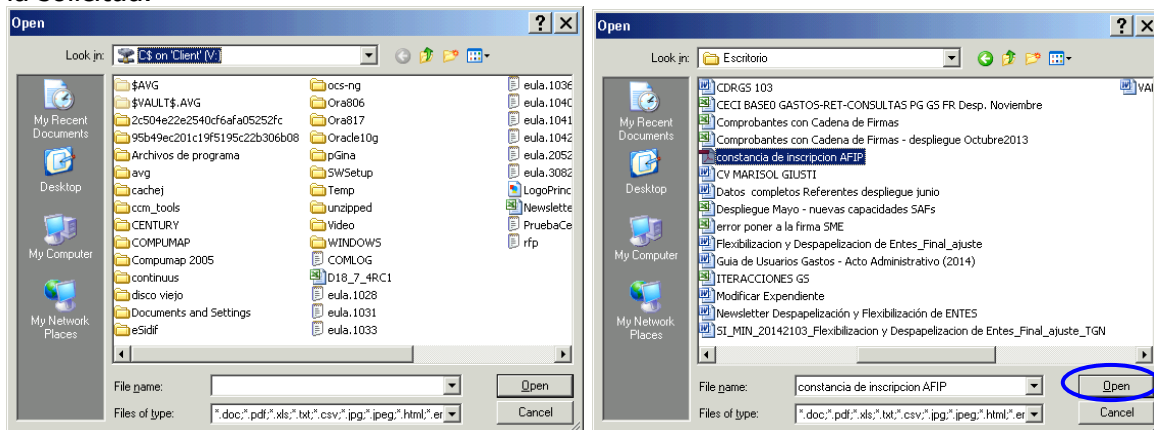 la Solicitud.
Open
Look in: C$ on 'Client' (V:)
My Recent Documents
Desktop
My Computer
My Network Places
$AVG
$VAULT$.AVG
2c504e22e2540cf6afa05252fc
95b49ec201c19f5195c22b306b08
Archivos de programa
avg
cachej
ccm_tools
CENTURY
COMPUMAP
Compumap 2005
continuus
disco viejo
Documents and Settings
eSidif
ocs-ng
Ora806
Ora817
Oracle10g
pGina
SWSetup
Temp
unzipped
Video
WINDOWS
COMLOG
D18_7_4RC1
eula.1028
eula.1031
eula.1033
eula.1036
eula.1040
eula.1041
eula.1042
eula.2052
eula.3082
LogoPrinc
Newslette
PruebaCe
rfp
File name:
Open
Files of type: *.doc;*.pdf;*.xls;*.txt;*.csv;*.jpg;*.jpeg;*.html;*.er
Cancel
Open
Look in: Escritorio
My Recent Documents
Desktop
My Computer
My Network Places
CDRGS 103
CECI BASE0 GASTOS-RET-CONSULTAS PG GS FR Desp. Noviembre
Comprobantes con Cadena de Firmas
Comprobantes con Cadena de Firmas - despliegue Octubre2013
constancia de inscripcion AFIP
CV MARISOL GIUSTI
Datos completos Referentes despliegue junio
Despliegue Mayo - nuevas capacidades SAFs
error poner a la firma SME
Flexibilizacion y Despapelizacion de Entes_Final_ajuste
Guia de Usuarios Gastos - Acto Administrativo (2014)
ITERACCIONES GS
Modificar Expendiente
Newsletter Despapelización y Flexibilización de ENTES
SI_MIN_20142103_Flexibilizacion y Despapelizacion de Entes_Final_ajuste_TGN
VAI
File name: constancia de inscripcion AFIP
Open
Files of type: *.doc;*.pdf;*.xls;*.txt;*.csv;*.jpg;*.jpeg;*.html;*.er
Cancel